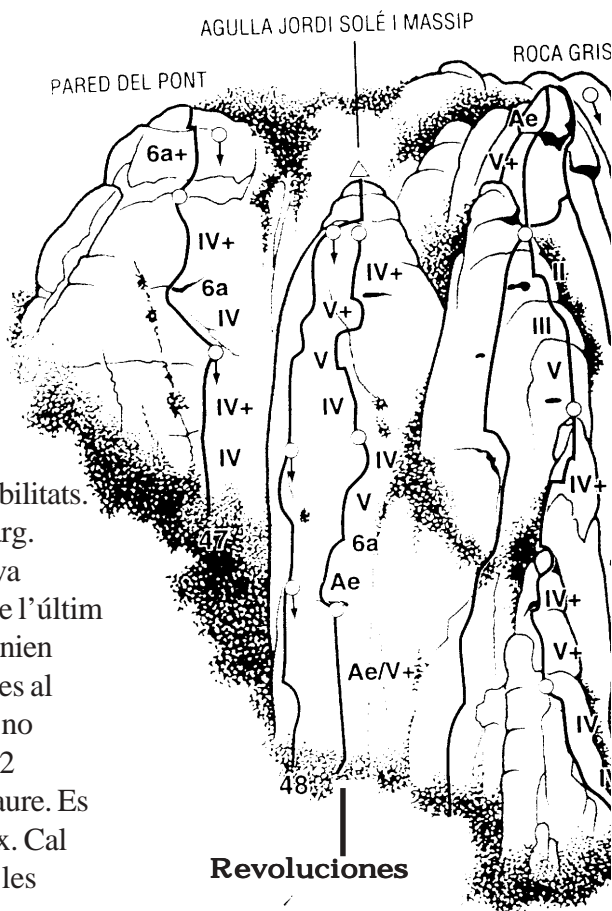 AGULLA JORDI SOLÉ I MASSIP
ROCA GRIS
PARED DEL PONT
Ae
6a+
V+
IV+
IV+
II
6a
IV
V+
III
V
V
IV+
IV
IV
IV
IV+
V
47
6a
Ae
IV+
V+
Ae/V+
IV
48
Revoluciones
bilitats.
arg.
va
e l’últim
nien
es al
no
2
aure. Es
x. Cal
les